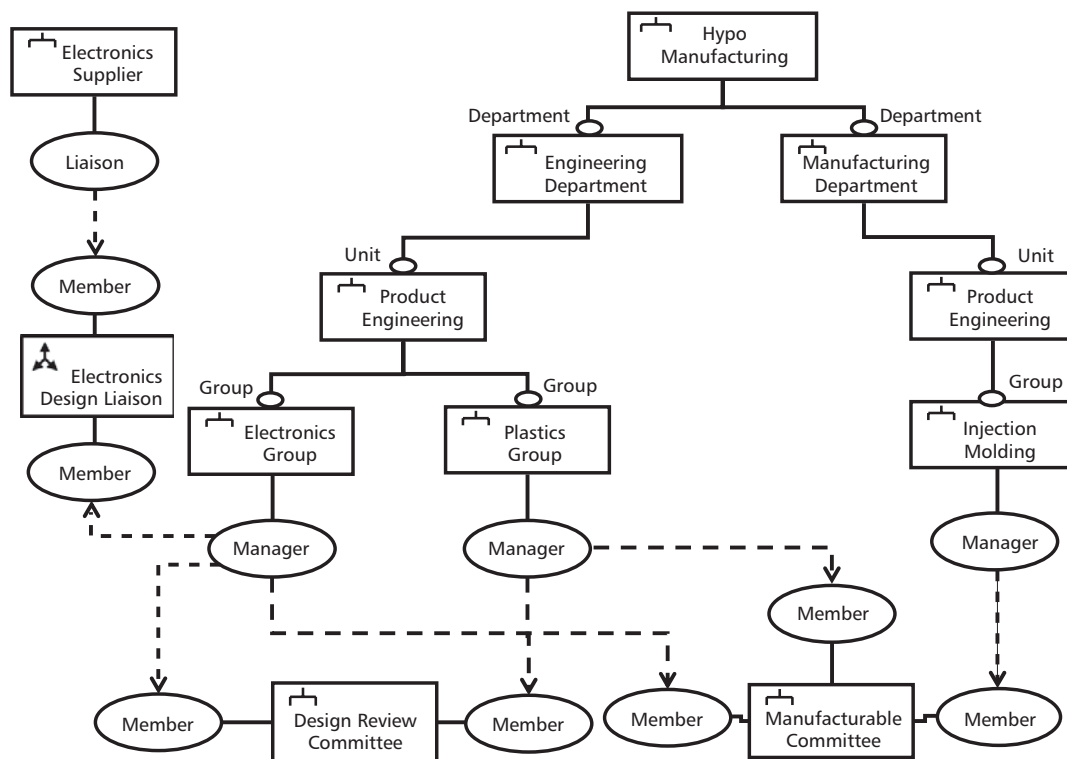 Electronics
Supplier
Hypo
Manufacturing
Department
Department
Liaison
Engineering
Department
Manufacturing
Department
Unit
Unit
Member
Product
Engineering
Product
Engineering
Electronics
Design Liaison
Group
Group
Group
Electronics
Group
Plastics
Group
Injection
Molding
Member
Manager
Manager
Manager
Member
Member
Design Review
Committee
Member
Member
Manufacturable
Committee
Member